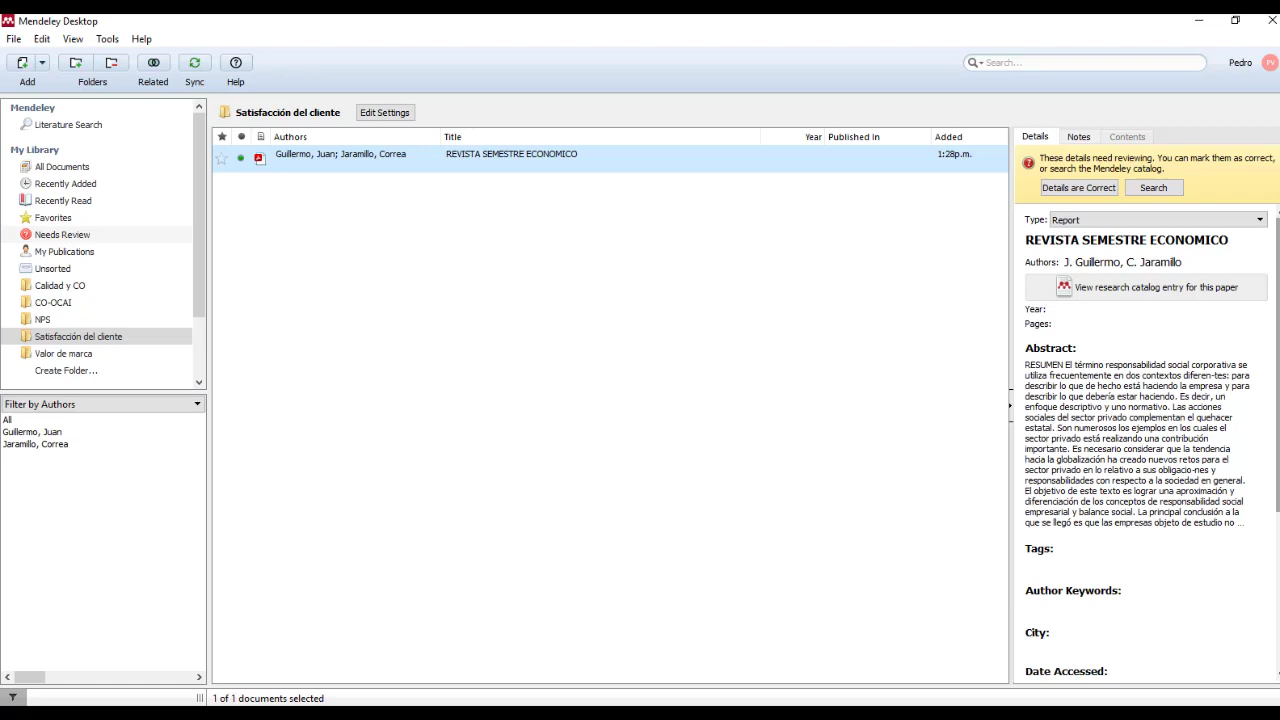 Mendeley Desktop
File Edit View Tools Help
Add Folders Related Sync Help
Search...
Pedro PV
Mendeley
Literature Search
My Library
All Documents
Recently Added
Recently Read
Favorites
Needs Review
My Publications
Unsorted
Calidad y CO
CO-OCAI
NPS
Satisfacción del cliente
Valor de marca
Create Folder...
Filter by Authors
All
Guillermo, Juan
Jaramillo, Correa
Satisfacción del cliente Edit Settings
Authors Title Year Published In Added
Guillermo, Juan; Jaramillo, Correa REVISTA SEMESTRE ECONOMICO 1:28p.m.
1 of 1 documents selected
Details Notes Contents
These details need reviewing. You can mark them as correct,
or search the Mendeley catalog.
Details are Correct Search
Type: Report
REVISTA SEMESTRE ECONOMICO
Authors: J. Guillermo, C. Jaramillo
View research catalog entry for this paper
Year:
Pages:
Abstract:
RESUMEN El término responsabilidad social corporativa se
utiliza frecuentemente en dos contextos diferen-tes: para
describir lo que de hecho está haciendo la empresa y para
describir lo que debería estar haciendo. Es decir, un
enfoque descriptivo y uno normativo. Las acciones
sociales del sector privado complementan el quehacer
estatal. Son numerosos los ejemplos en los cuales el
sector privado está realizando una contribución
importante. Es necesario considerar que la tendencia
hacia la globalización ha creado nuevos retos para el
sector privado en lo relativo a sus obligacio-nes y
responsabilidades con respecto a la sociedad en general.
El objetivo de este texto es lograr una aproximación y
diferenciación de los conceptos de responsabilidad social
empresarial y balance social. La principal conclusión a la
que se llegó es que las empresas objeto de estudio no ...
Tags:
Author Keywords:
City:
Date Accessed: